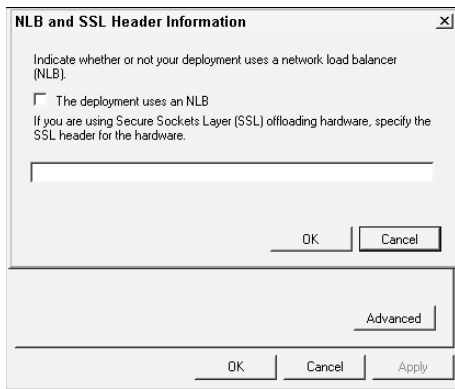 NLB and SSL Header Information
Indicate whether or not your deployment uses a network load balancer
(NLB).
The deployment uses an NLB
If you are using Secure Sockets Layer (SSL) offloading hardware, specify the
SSL header for the hardware.
OK Cancel
Advanced
OK Cancel Apply